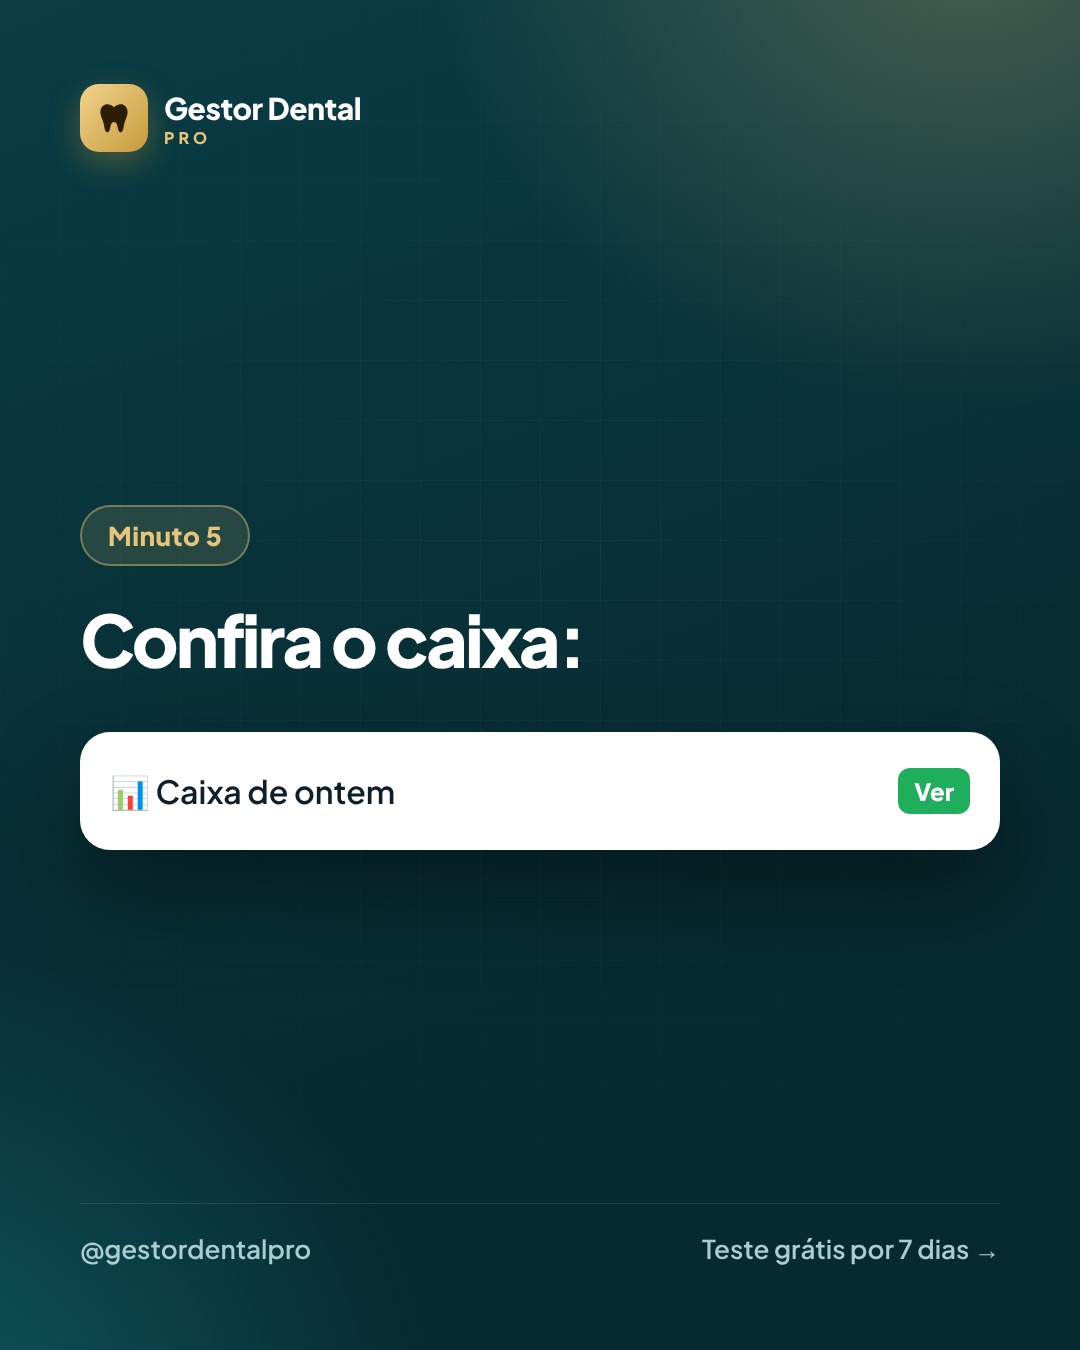 Gestor Dental
PRO
Minuto 5
Confira o caixa:
📊 Caixa de ontem
Ver
@gestordentalpro
Teste grátis por 7 dias →